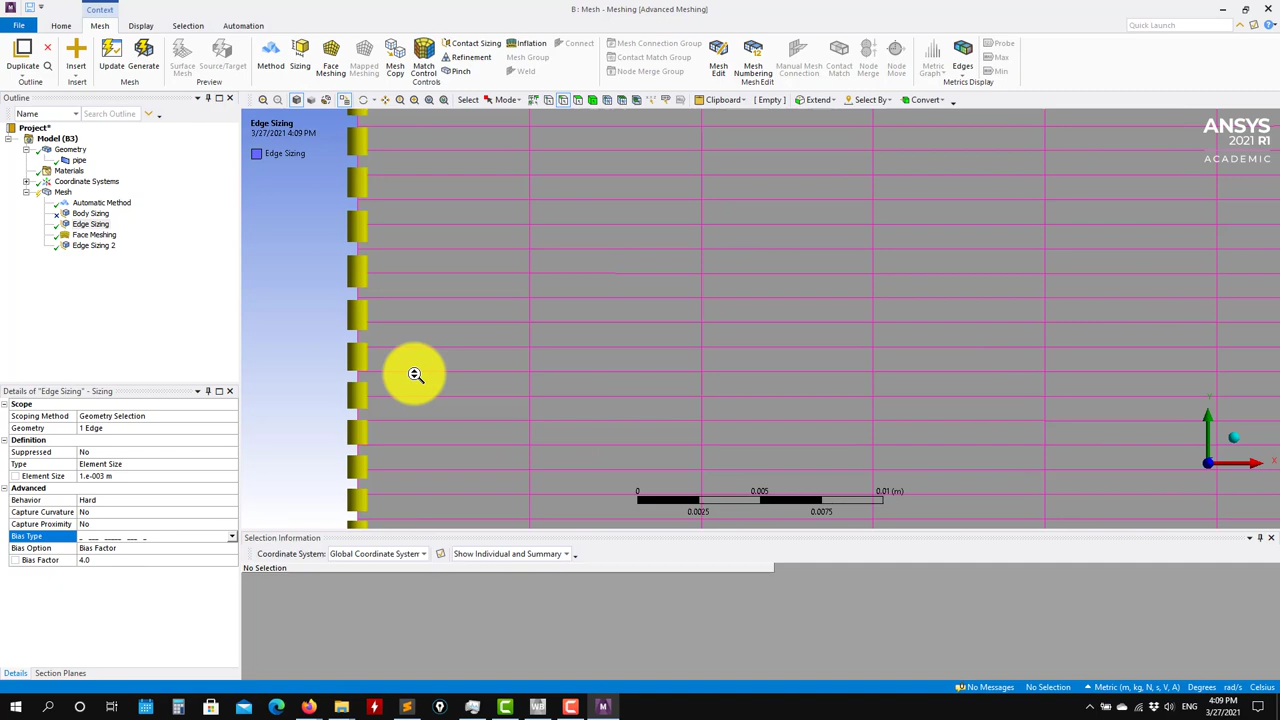 Context
B : Mesh - Meshing [Advanced Meshing]
File Home Mesh Display Selection Automation
Quick Launch
Duplicate
Outline
Insert
Insert
Update Generate
Mesh
Surface Mesh
Source/Target
Preview
Method Sizing Face Meshing Mapped Meshing Mesh Copy Match Control
Contact Sizing
Refinement
Pinch
Inflation
Mesh Group
Weld
Connect
Controls
Mesh Connection Group
Contact Match Group
Node Merge Group
Mesh Edit Mesh Numbering Manual Mesh Connection Contact Match Node Merge Node Move
Mesh Edit
Metric Graph Edges
Probe
Max
Min
Metrics Display
Outline
Name
Search Outline
Select Mode
Clipboard [ Empty ] Extend Select By Convert
Project*
Model (B3)
Geometry
pipe
Materials
Coordinate Systems
Mesh
Automatic Method
Body Sizing
Edge Sizing
Face Meshing
Edge Sizing 2
Edge Sizing
3/27/2021 4:09 PM
Edge Sizing
ANSYS
2021 R1
ACADEMIC
Y
X
0 0.005 0.01 (m)
0.0025 0.0075
Details of "Edge Sizing" - Sizing
Scope
Scoping Method Geometry Selection
Geometry 1 Edge
Definition
Suppressed No
Type Element Size
Element Size 1.e-003 m
Advanced
Behavior Hard
Capture Curvature No
Capture Proximity No
Bias Type _ __ ___ ___ __ _
Bias Option Bias Factor
Bias Factor 4.0
Selection Information
Coordinate System: Global Coordinate System Show Individual and Summary
No Selection
Details Section Planes
No Messages No Selection Metric (m, kg, N, s, V, A) Degrees rad/s Celsius
WB M
ENG
4:09 PM
3/27/2021